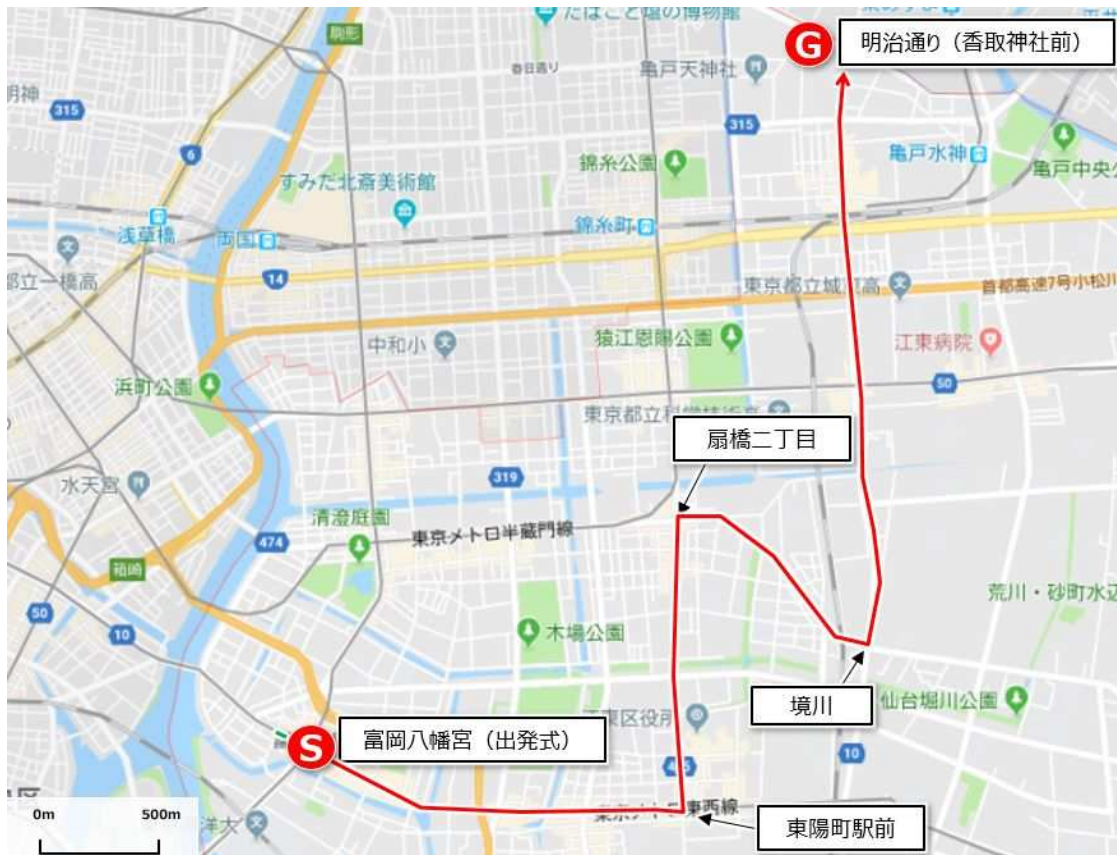 たばこと塩の博物館
駒形
明治通り（香取神社前）
G
春日通り
亀戸天神社
明神
315
315
6
錦糸公園
亀戸水神
亀戸中央公
すみだ北斎美術館
浅草橋
両国
錦糸町
都立一橋高
14
東京都立城東高
首都高速7号小松川
中和小
猿江恩賜公園
江東病院
浜町公園
50
東京都立科学技術高
扇橋二丁目
水天宮
319
清澄庭園
東京メトロ半蔵門線
474
箱崎
荒川・砂町水辺
50
10
木場公園
境川
仙台堀川公園
江東区役所
S
富岡八幡宮（出発式）
10
区
0m
500m
洋大
東京メトロ東西線
東陽町駅前